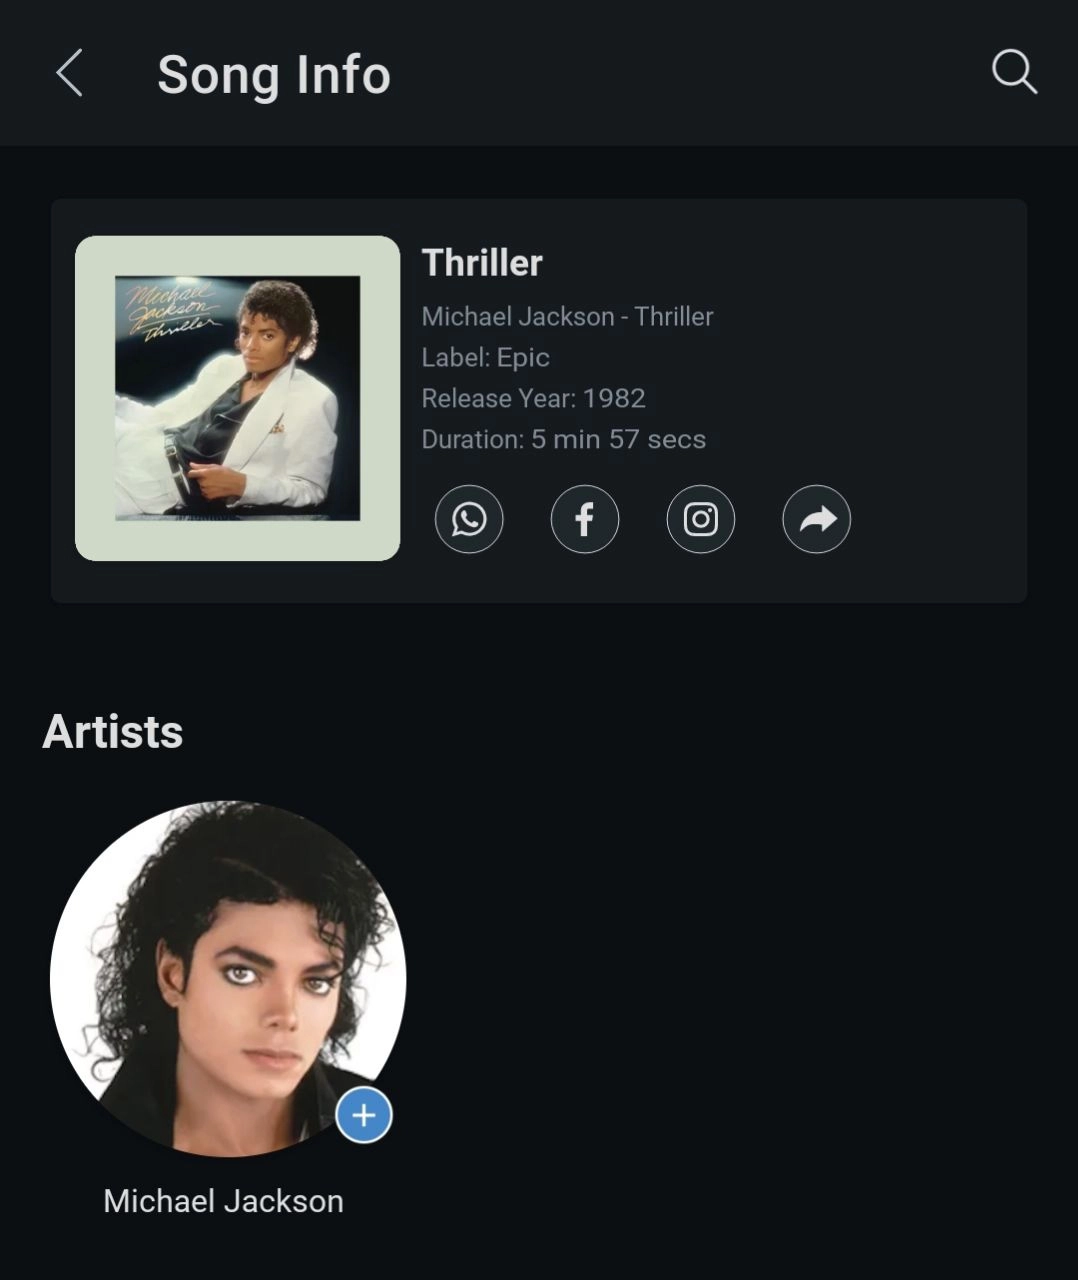 Song Info
Michael
Jackson
Thriller
Thriller
Michael Jackson - Thriller
Label: Epic
Release Year: 1982
Duration: 5 min 57 secs
Artists
Michael Jackson